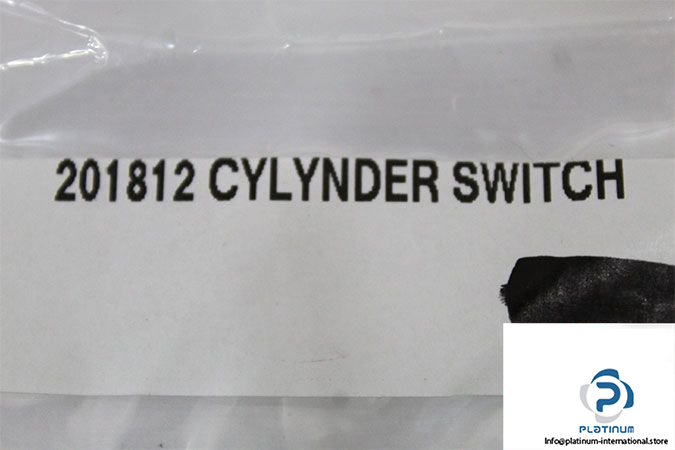 201812 CYLYNDER SWITCH
PLATINUM
Info@platinum-international.store